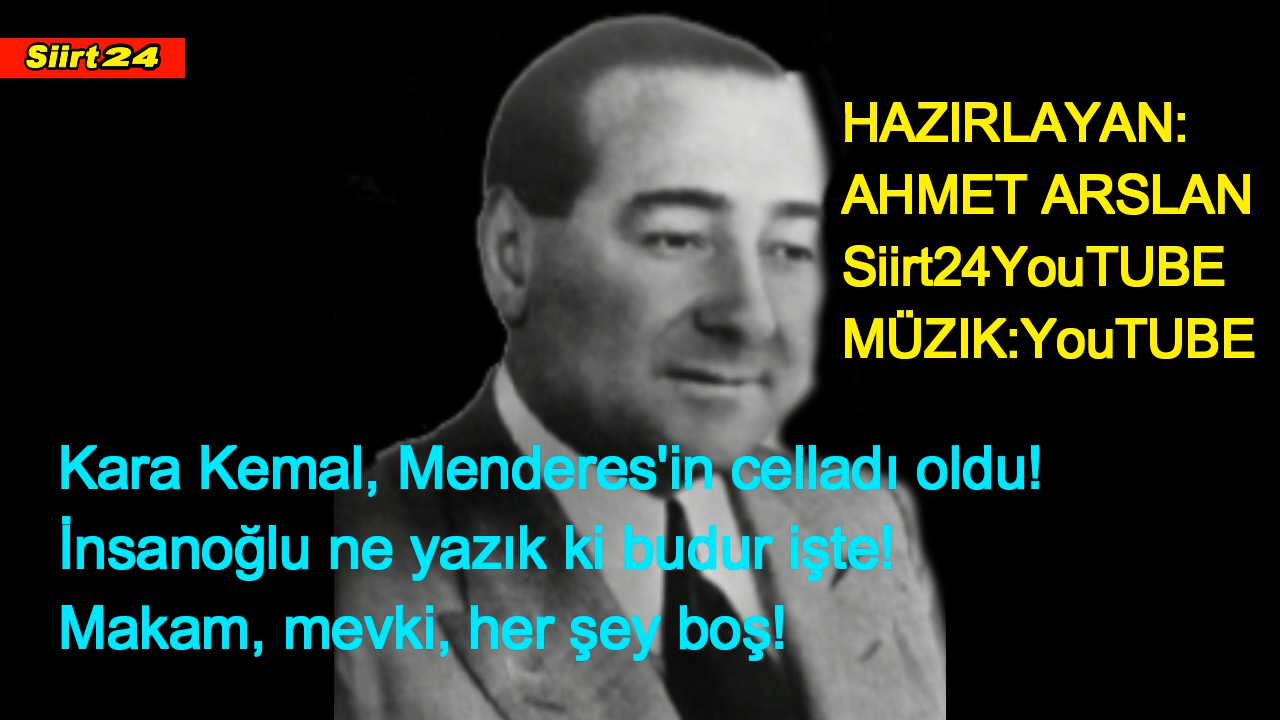 Siirt24
HAZIRLAYAN:
AHMET ARSLAN
Siirt24YouTUBE
MÜZIK:YouTUBE
Kara Kemal, Menderes'in celladı oldu!
İnsanoğlu ne yazık ki budur işte!
Makam, mevki, her şey boş!